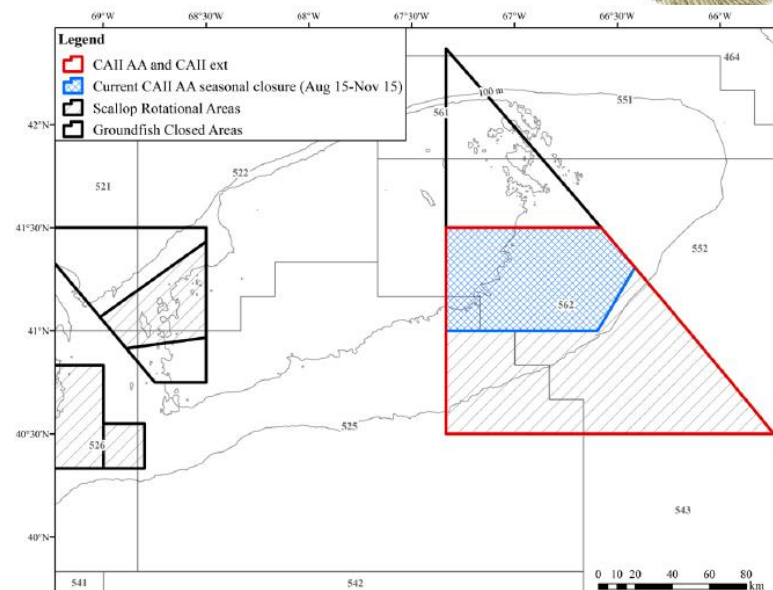 69°W
68°30'W
68°W
67°30'W
67°W
66°30'W
66°W
Legend
CAII AA and CAII ext
Current CAII AA seasonal closure (Aug 15-Nov 15)
Scallop Rotational Areas
Groundfish Closed Areas
464
100 m
551
561
42°N
522
521
41°30'N
552
562
41°N
40°30'N
526
525
543
40°N
541
542
0 10 20 40 60 80
km